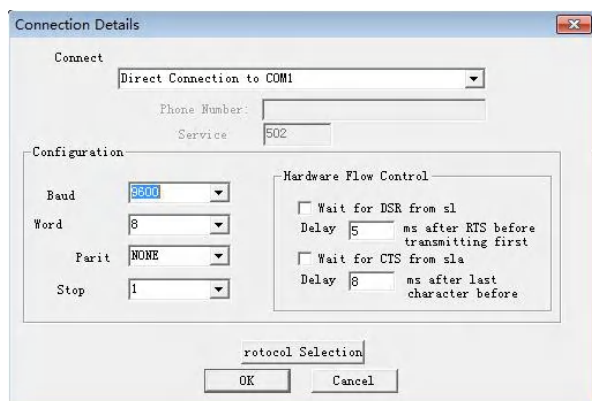 Connection Details
Connect
Direct Connection to COM1
Phone Number:
Service
502
Configuration
Baud
9600
Word
8
Parit
NONE
Stop
1
Hardware Flow Control
Wait for DSR from sl
Delay 5 ms after RTS before
transmitting first
Wait for CTS from sla
Delay 8 ms after last
character before
rotocol Selection
OK
Cancel